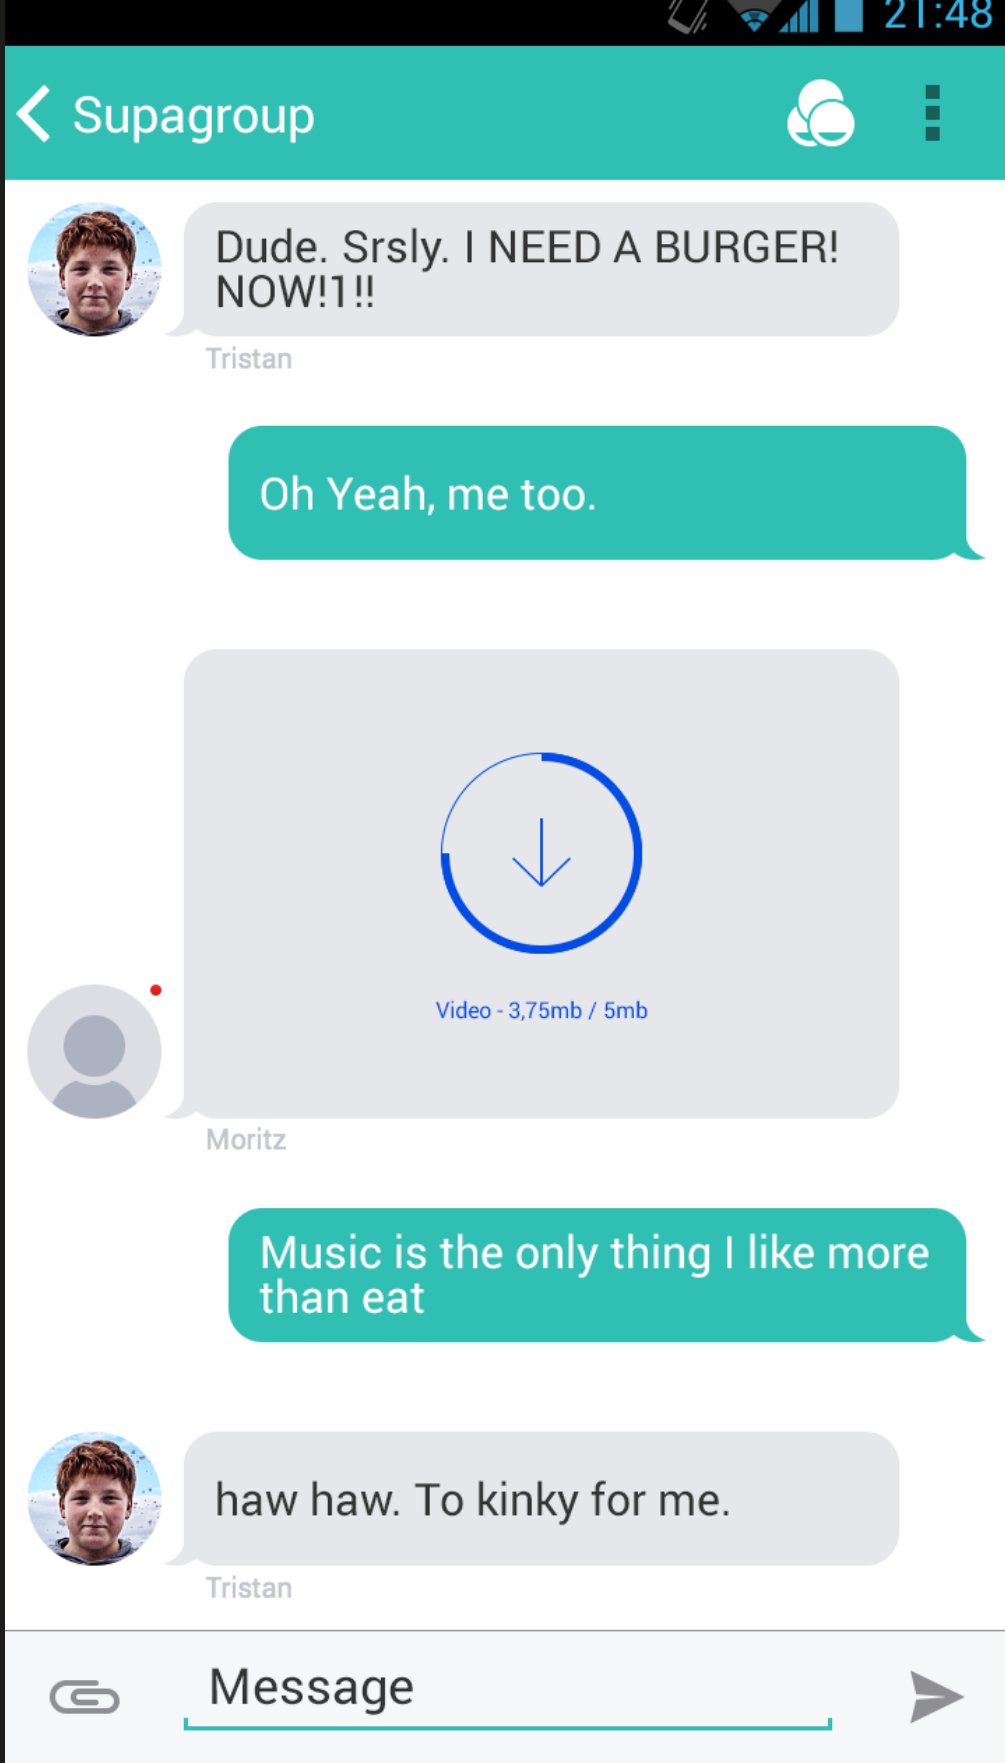 21:48
Supagroup
Dude. Srsly. I NEED A BURGER!
NOW!1!!
Tristan
Oh Yeah, me too.
Video - 3,75mb / 5mb
Moritz
Music is the only thing I like more
than eat
haw haw. To kinky for me.
Tristan
Message